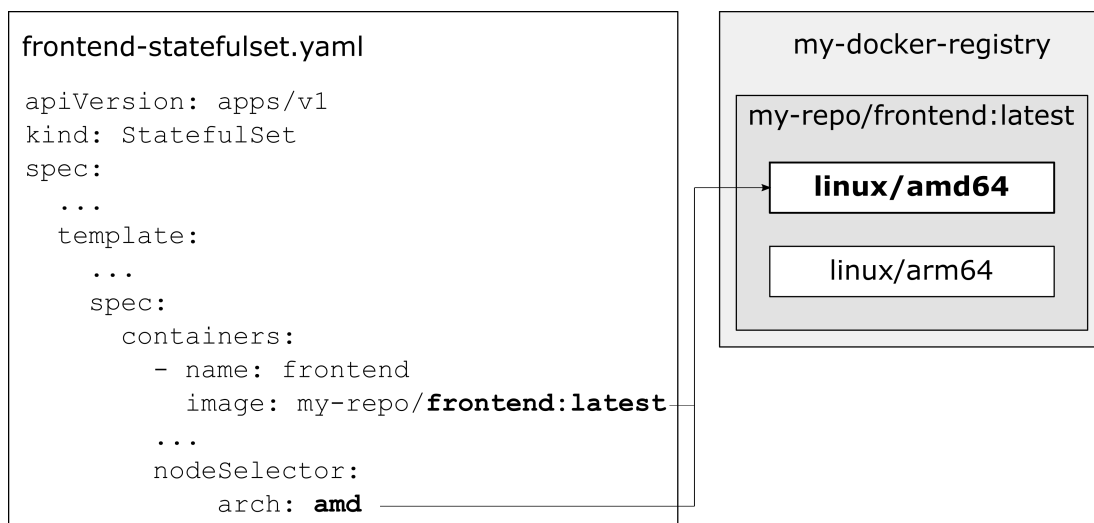 frontend-statefulset.yaml
apiVersion: apps/v1
kind: StatefulSet
spec:
  ...
  template:
    ...
    spec:
      containers:
        - name: frontend
          image: my-repo/frontend:latest
        ...
        nodeSelector:
            arch: amd
my-docker-registry
my-repo/frontend:latest
linux/amd64
linux/arm64